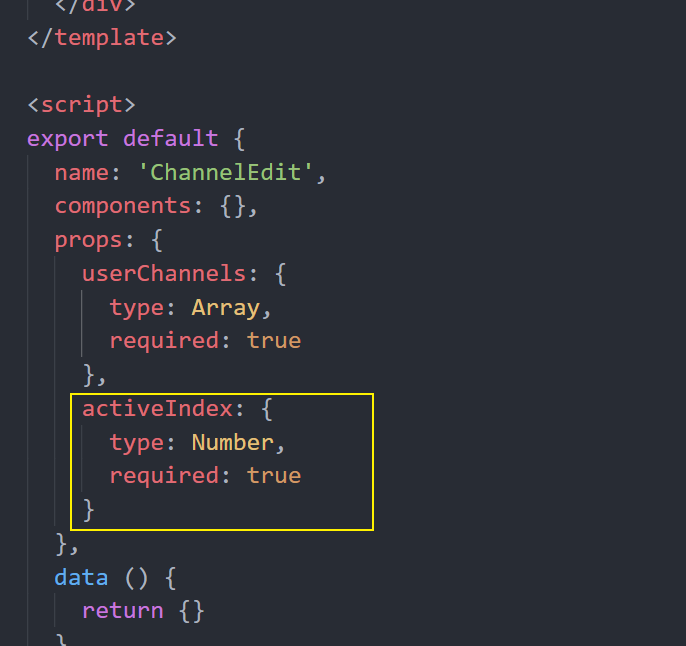 </div>
</template>
<script>
export default {
name: 'ChannelEdit',
components: {},
props: {
userChannels: {
type: Array,
required: true
},
activeIndex: {
type: Number,
required: true
}
},
data () {
return {}
}